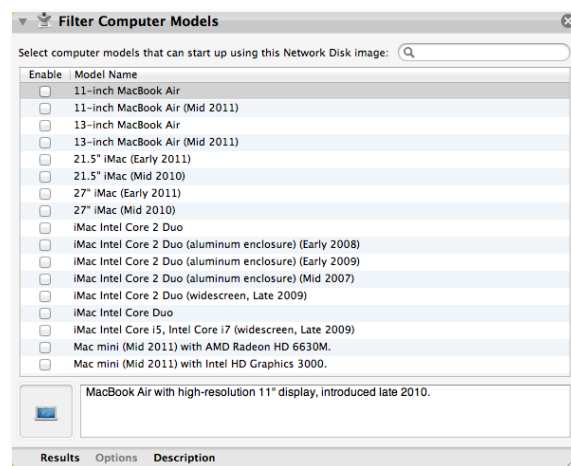 Filter Computer Models
Select computer models that can start up using this Network Disk image:
Enable Model Name
11-inch MacBook Air
11-inch MacBook Air (Mid 2011)
13-inch MacBook Air
13-inch MacBook Air (Mid 2011)
21.5" iMac (Early 2011)
21.5" iMac (Mid 2010)
27" iMac (Early 2011)
27" iMac (Mid 2010)
iMac Intel Core 2 Duo
iMac Intel Core 2 Duo (aluminum enclosure) (Early 2008)
iMac Intel Core 2 Duo (aluminum enclosure) (Early 2009)
iMac Intel Core 2 Duo (aluminum enclosure) (Mid 2007)
iMac Intel Core 2 Duo (widescreen, Late 2009)
iMac Intel Core Duo
iMac Intel Core i5, Intel Core i7 (widescreen, Late 2009)
Mac mini (Mid 2011) with AMD Radeon HD 6630M.
Mac mini (Mid 2011) with Intel HD Graphics 3000.
MacBook Air with high-resolution 11" display, introduced late 2010.
Results Options Description